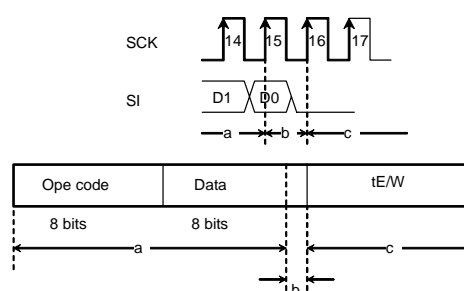 SCK 14 15 16 17
SI D1 D0
a b c
Ope code Data tE/W
8 bits 8 bits
a c
b